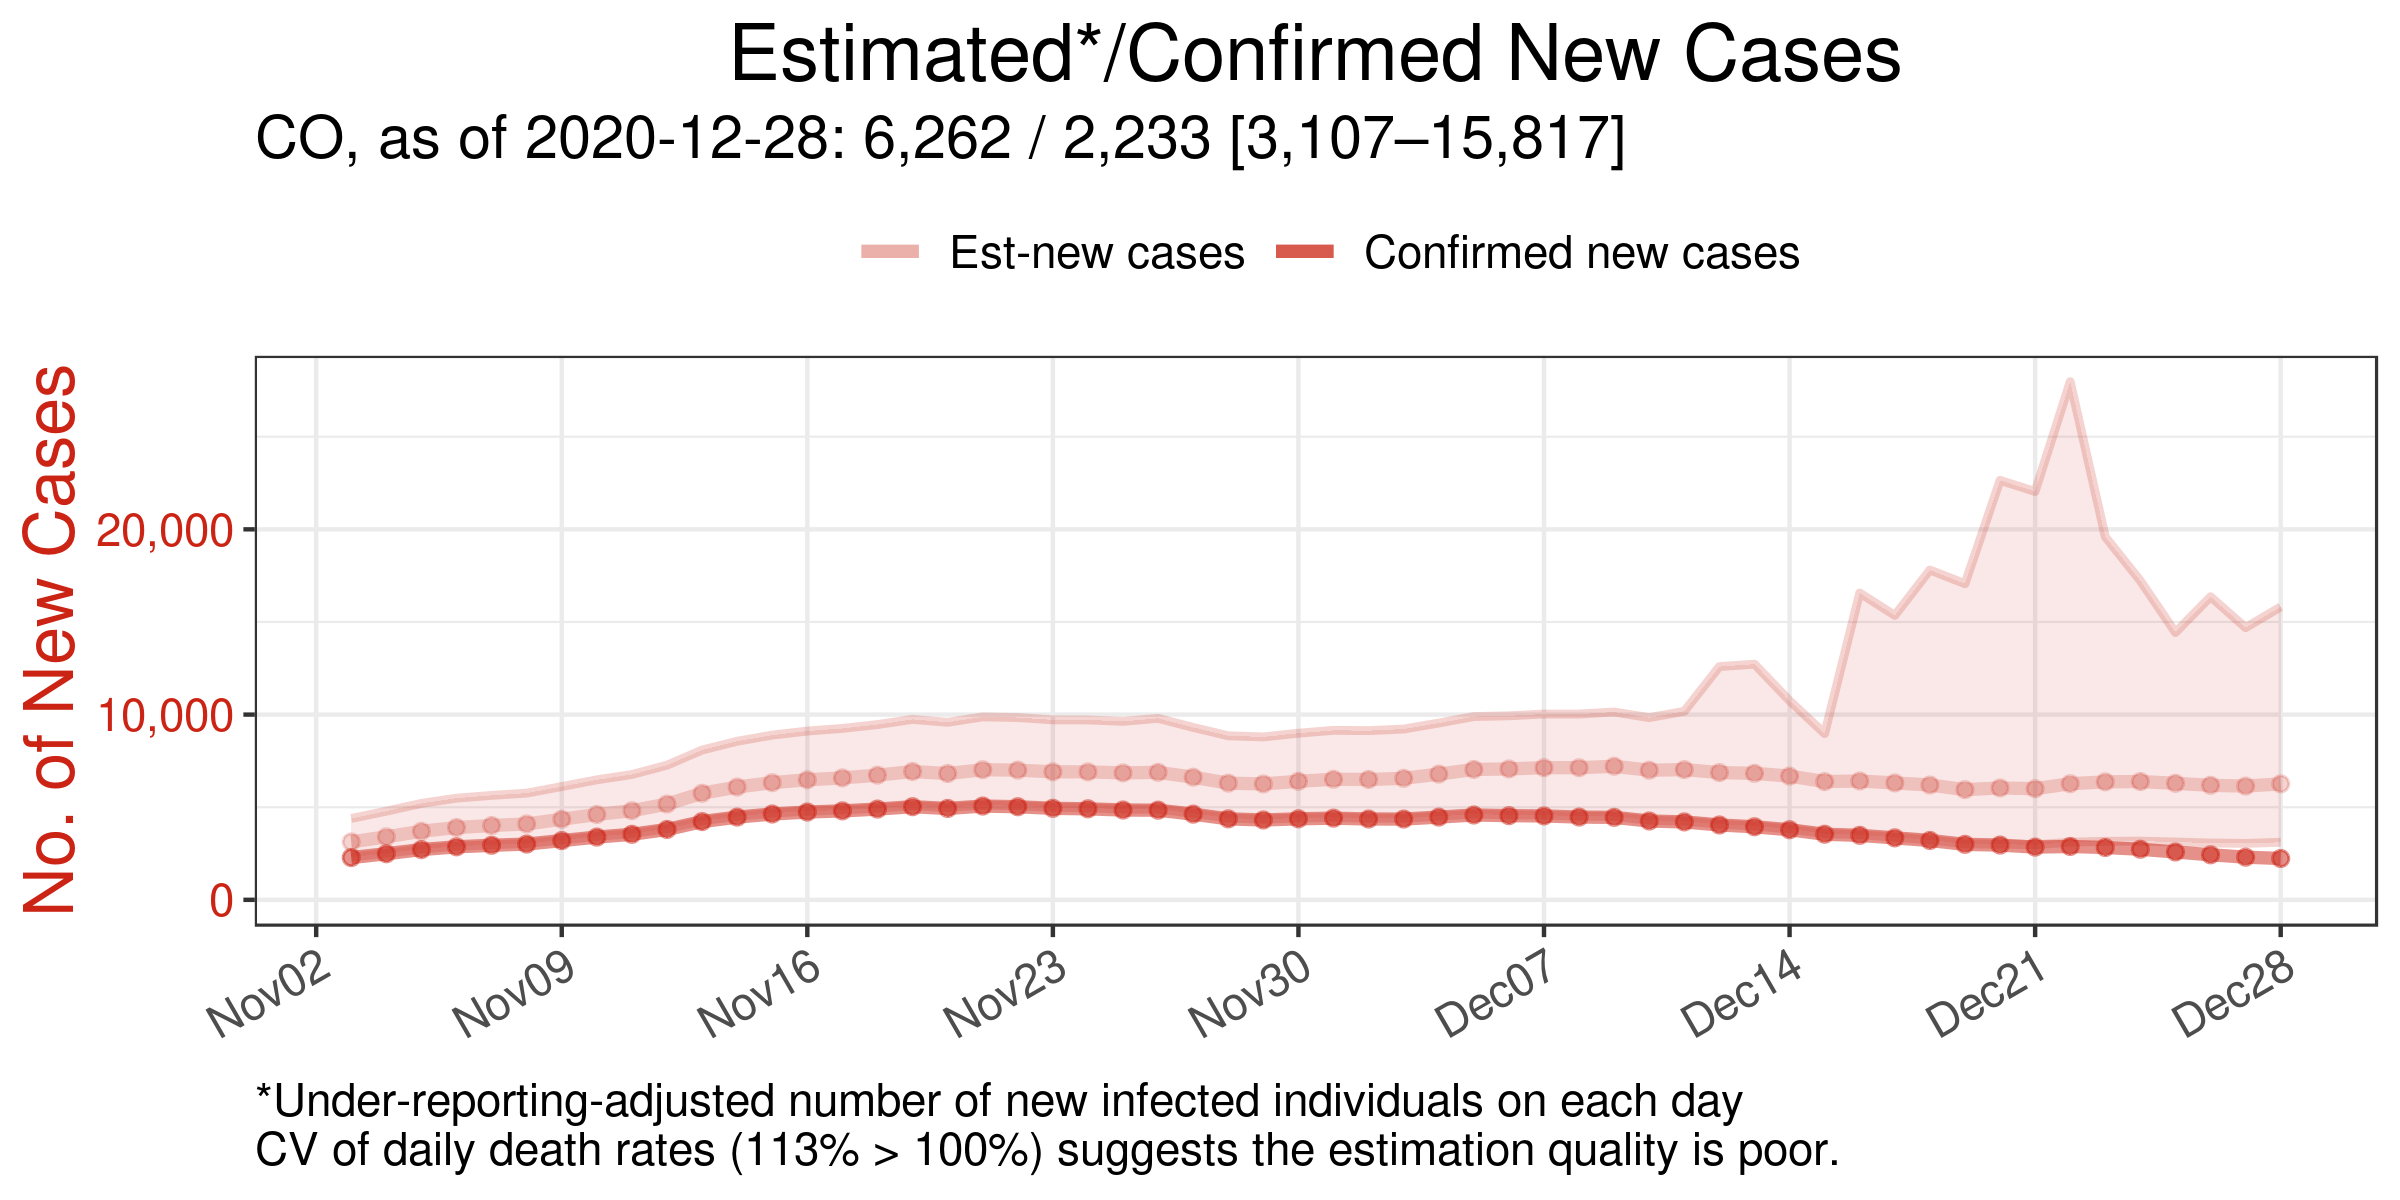 Estimated*/Confirmed New Cases
CO, as of 2020-12-28: 6,262 / 2,233 [3,107–15,817]
Est-new cases
Confirmed new cases
No. of New Cases
20,000
10,000
0
Nov02
Nov09
Nov16
Nov23
Nov30
Dec07
Dec14
Dec21
Dec28
*Under-reporting-adjusted number of new infected individuals on each day
CV of daily death rates (113% > 100%) suggests the estimation quality is poor.